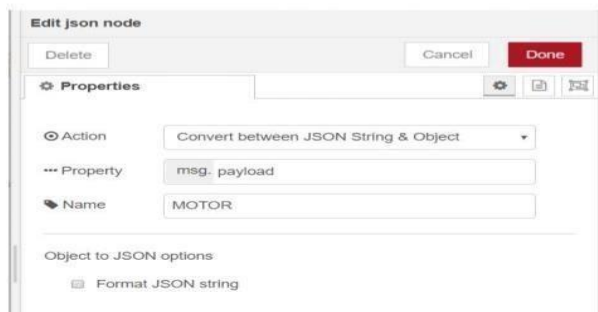 Edit json node
Delete Cancel Done
Properties
Action Convert between JSON String & Object
Property msg. payload
Name MOTOR
Object to JSON options
Format JSON string